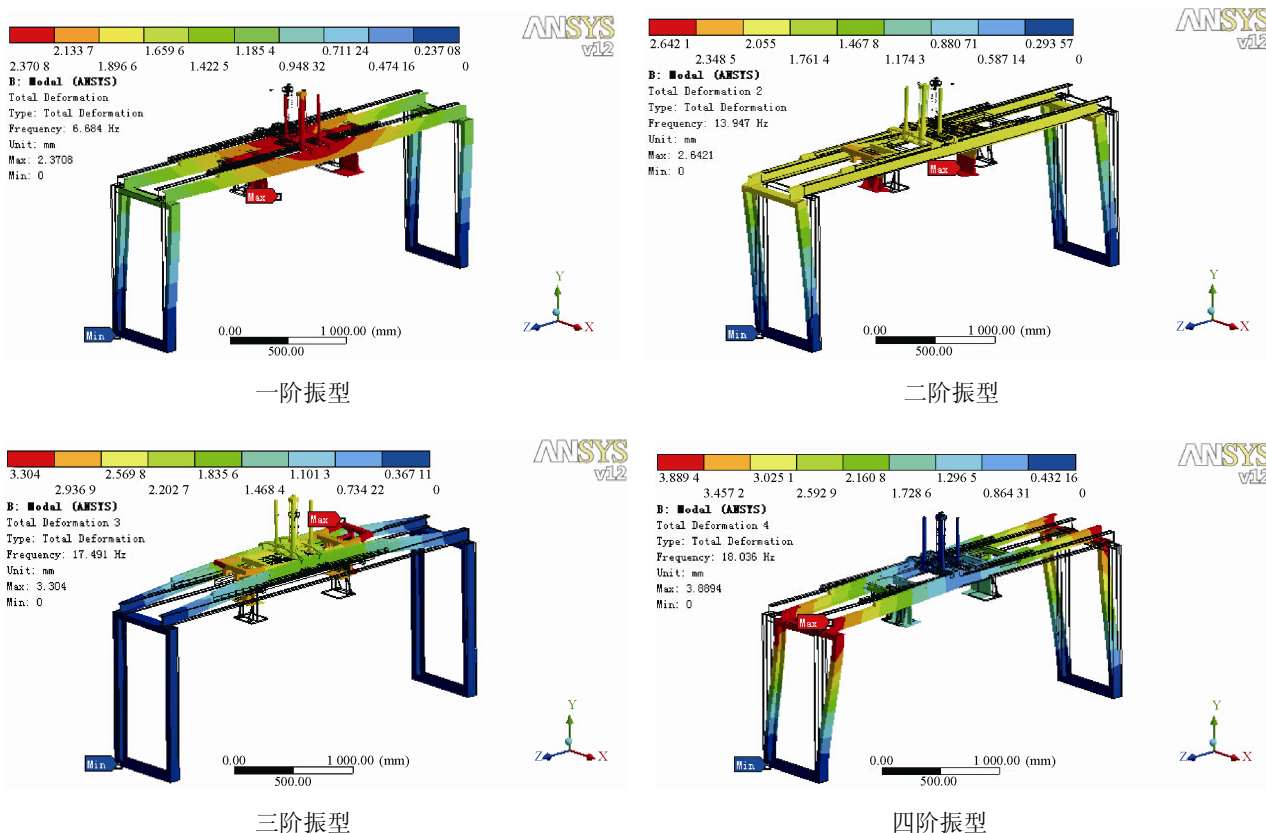 ANSYS
v12
2.133 7 1.659 6 1.185 4 0.711 24 0.237 08
2.370 8 1.896 6 1.422 5 0.948 32 0.474 16 0
B: Modal (ANSYS)
Total Deformation
Type: Total Deformation
Frequency: 6.684 Hz
Unit: mm
Max: 2.3708
Min: 0
Max
Min
0.00 1 000.00 (mm)
500.00
Y
Z X
一阶振型
ANSYS
v12
2.642 1 2.055 1.467 8 0.880 71 0.293 57
2.348 5 1.761 4 1.174 3 0.587 14 0
B: Modal (ANSYS)
Total Deformation 2
Type: Total Deformation
Frequency: 13.947 Hz
Unit: mm
Max: 2.6421
Min: 0
Max
Min
0.00 1 000.00 (mm)
500.00
Y
Z X
二阶振型
ANSYS
v12
3.304 2.569 8 1.835 6 1.101 3 0.367 11
2.936 9 2.202 7 1.468 4 0.734 22 0
B: Modal (ANSYS)
Total Deformation 3
Type: Total Deformation
Frequency: 17.491 Hz
Unit: mm
Max: 3.304
Min: 0
Max
Min
0.00 1 000.00 (mm)
500.00
Y
Z X
三阶振型
ANSYS
v12
3.889 4 3.025 1 2.160 8 1.296 5 0.432 16
3.457 2 2.592 9 1.728 6 0.864 31 0
B: Modal (ANSYS)
Total Deformation 4
Type: Total Deformation
Frequency: 18.036 Hz
Unit: mm
Max: 3.8894
Min: 0
Max
Min
0.00 1 000.00 (mm)
500.00
Y
Z X
四阶振型